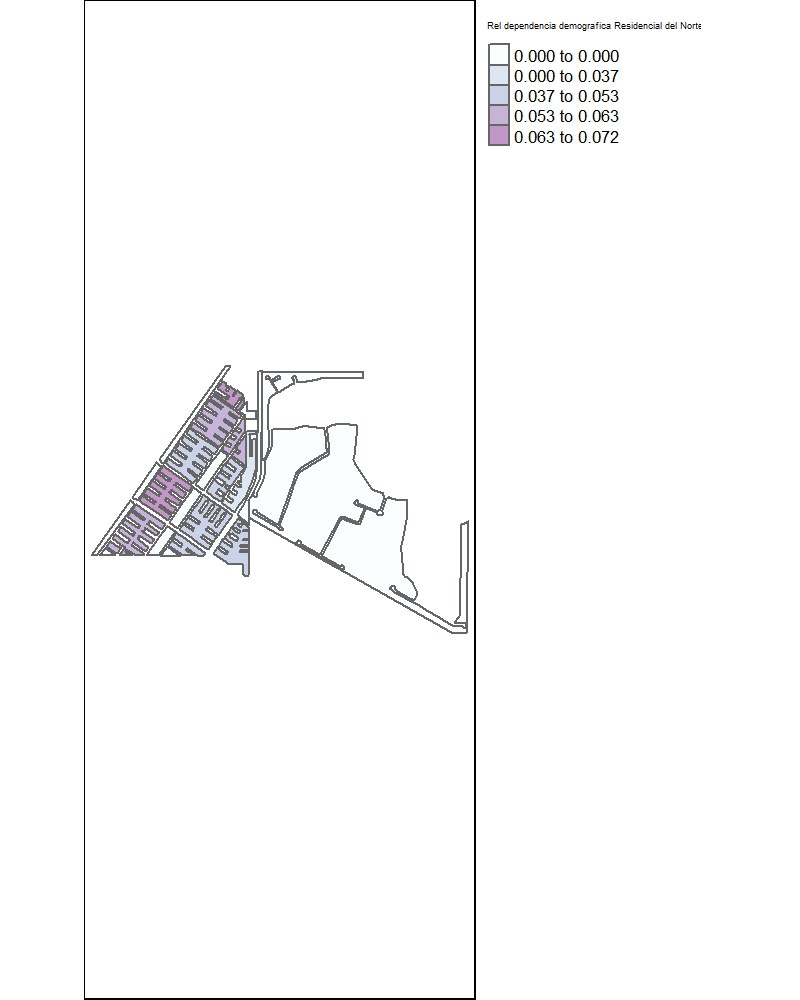 Rel dependencia demografica Residencial del Norte
0.000 to 0.000
0.000 to 0.037
0.037 to 0.053
0.053 to 0.063
0.063 to 0.072